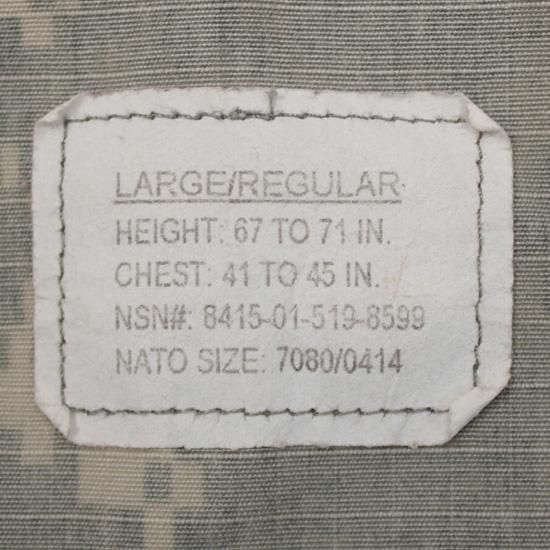 LARGE/REGULAR
HEIGHT: 67 TO 71 IN.
CHEST: 41 TO 45 IN.
NSN#: 8415-01-519-8599
NATO SIZE: 7080/0414